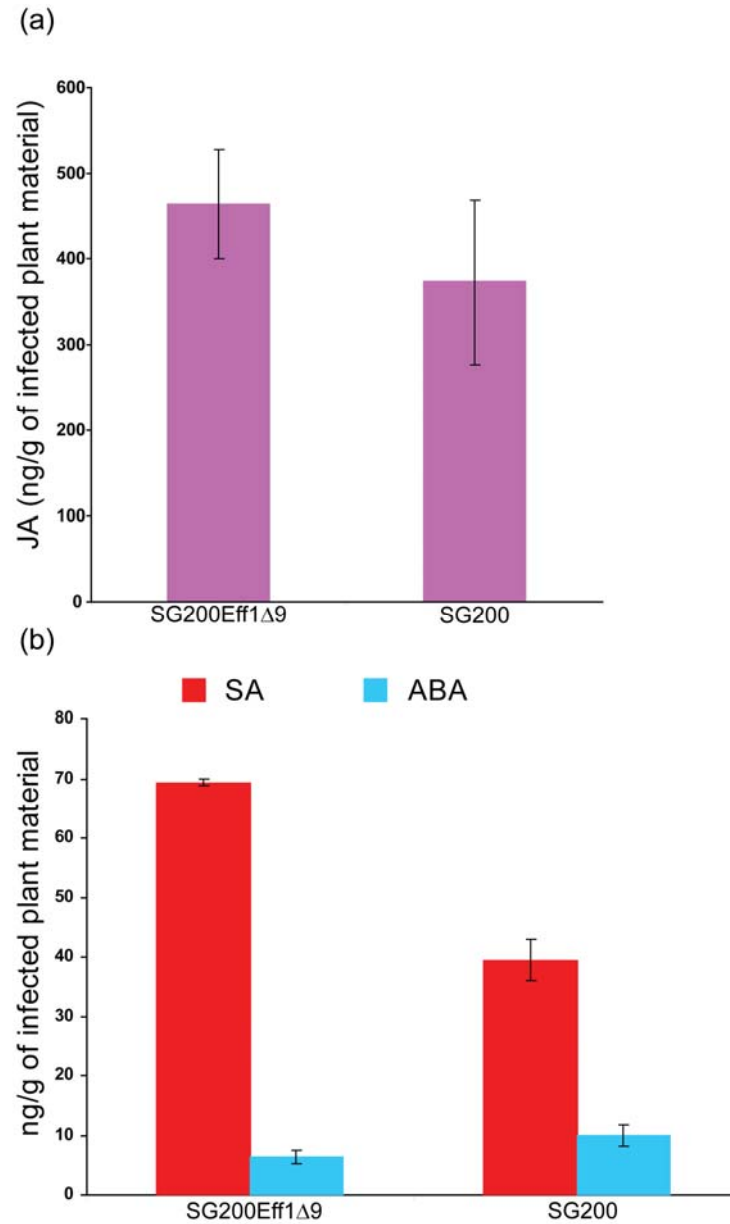 (a)
JA (ng/g of infected plant material)
600
500
400
300
200
100
0
SG200Eff1Δ9 SG200
(b)
SA ABA
ng/g of infected plant material
80
70
60
50
40
30
20
10
0
SG200Eff1Δ9 SG200